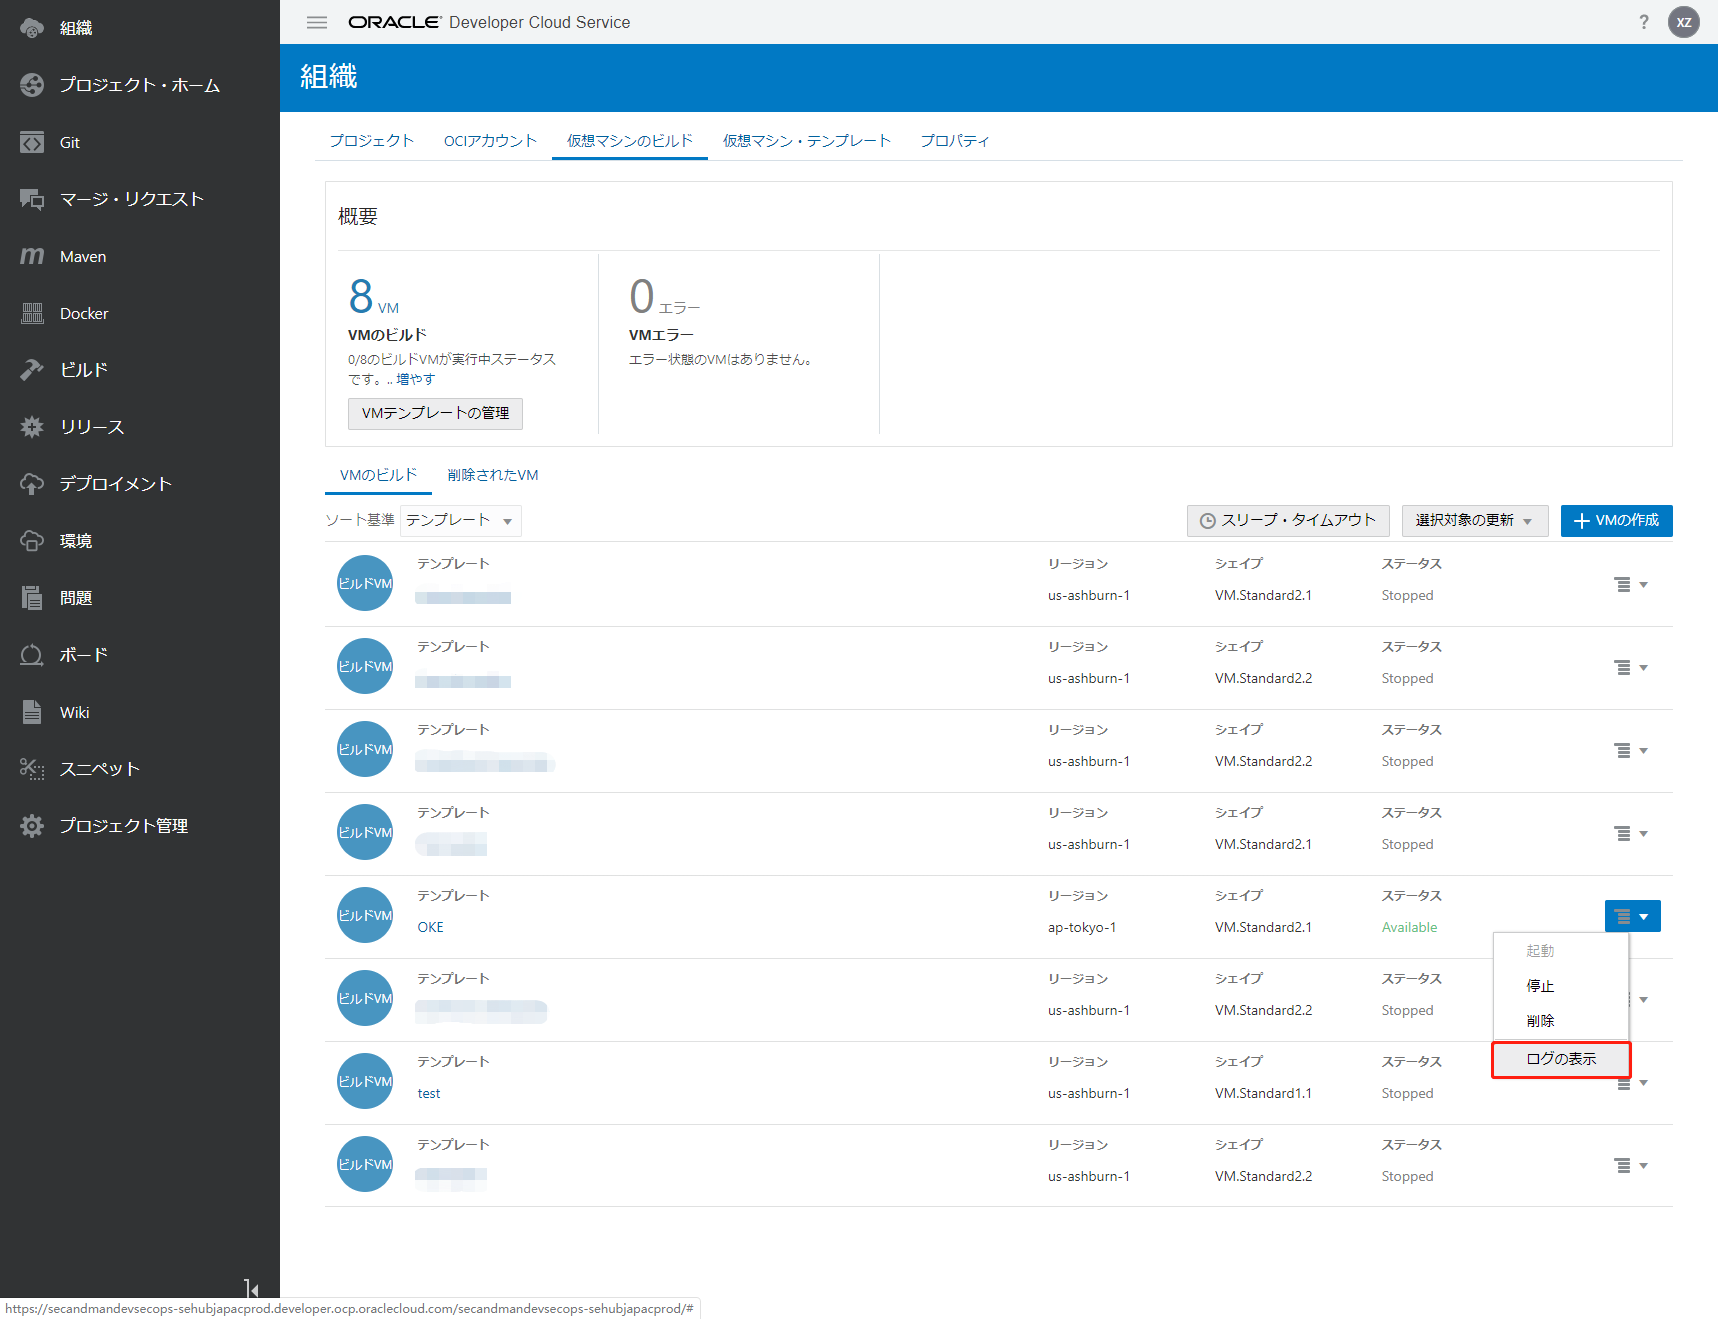 ORACLE Developer Cloud Service
?
XZ
組織
プロジェクト・ホーム
Git
マージ・リクエスト
Maven
Docker
ビルド
リリース
デプロイメント
環境
問題
ボード
Wiki
スニペット
プロジェクト管理
組織
プロジェクト
OCIアカウント
仮想マシンのビルド
仮想マシン・テンプレート
プロパティ
概要
8 VM
VMのビルド
0/8のビルドVMが実行中ステータス
です。.. 増やす
VMテンプレートの管理
0 エラー
VMエラー
エラー状態のVMはありません。
VMのビルド
削除されたVM
ソート基準 テンプレート
スリープ・タイムアウト
選択対象の更新
VMの作成
ビルドVM
テンプレート
リージョン
us-ashburn-1
シェイプ
VM.Standard2.1
ステータス
Stopped
ビルドVM
テンプレート
リージョン
us-ashburn-1
シェイプ
VM.Standard2.2
ステータス
Stopped
ビルドVM
テンプレート
リージョン
us-ashburn-1
シェイプ
VM.Standard2.2
ステータス
Stopped
ビルドVM
テンプレート
リージョン
us-ashburn-1
シェイプ
VM.Standard2.1
ステータス
Stopped
ビルドVM
テンプレート
OKE
リージョン
ap-tokyo-1
シェイプ
VM.Standard2.1
ステータス
Available
起動
停止
削除
ログの表示
ビルドVM
テンプレート
リージョン
us-ashburn-1
シェイプ
VM.Standard2.2
ステータス
Stopped
ビルドVM
テンプレート
test
リージョン
us-ashburn-1
シェイプ
VM.Standard1.1
ステータス
Stopped
ビルドVM
テンプレート
リージョン
us-ashburn-1
シェイプ
VM.Standard2.2
ステータス
Stopped
https://secandmandevsecops-sehubjapacprod.developer.ocp.oraclecloud.com/secandmandevsecops-sehubjapacprod/#